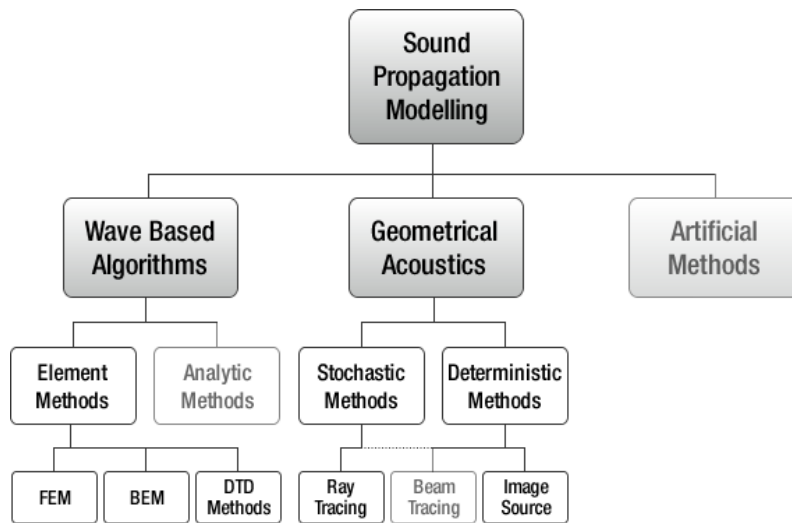 Sound
Propagation
Modelling
Wave Based
Algorithms
Geometrical
Acoustics
Artificial
Methods
Element
Methods
Analytic
Methods
Stochastic
Methods
Deterministic
Methods
FEM
BEM
DTD
Methods
Ray
Tracing
Beam
Tracing
Image
Source